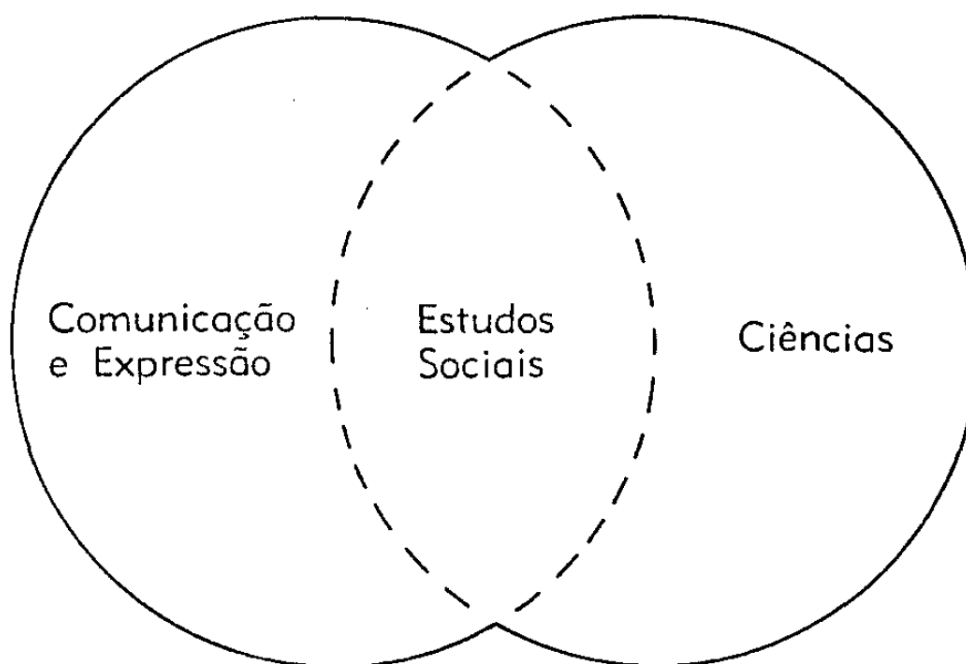 Comunicação
e Expressão
Estudos
Sociais
Ciências